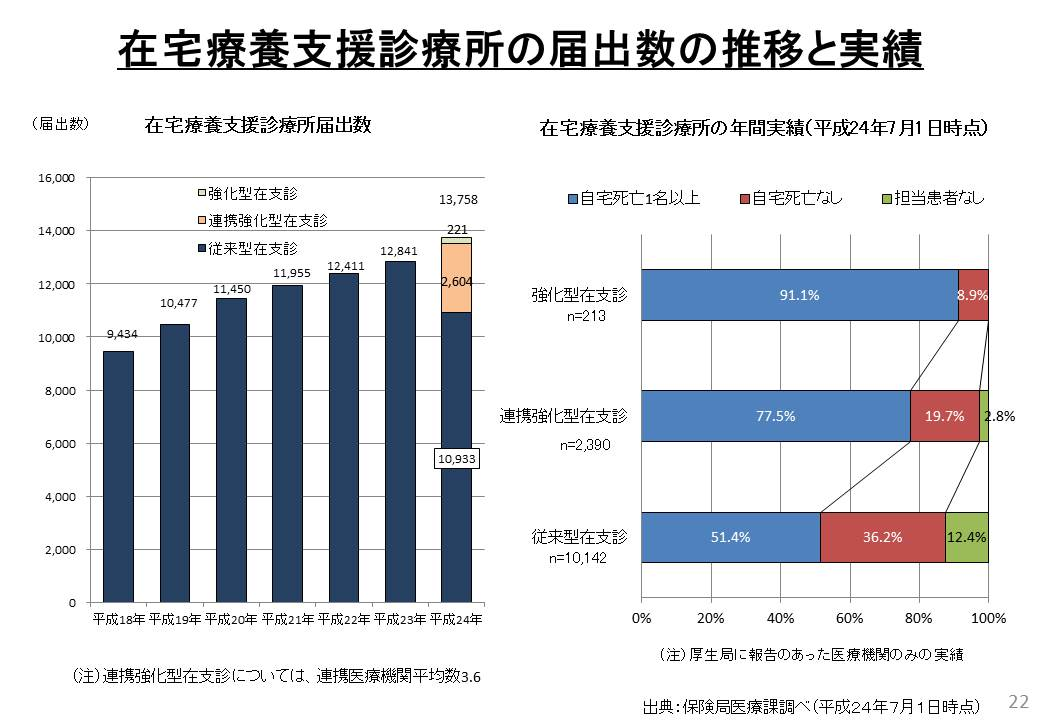 在宅療養支援診療所の届出数の推移と実績
（届出数）
在宅療養支援診療所届出数
16,000
14,000
12,000
10,000
8,000
6,000
4,000
2,000
0
強化型在支診
連携強化型在支診
従来型在支診
9,434
10,477
11,450
11,955
12,411
12,841
13,758
221
2,604
10,933
平成18年 平成19年 平成20年 平成21年 平成22年 平成23年 平成24年
（注）連携強化型在支診については、連携医療機関平均数3.6
在宅療養支援診療所の年間実績（平成24年7月1日時点）
自宅死亡1名以上 自宅死亡なし 担当患者なし
強化型在支診
n=213
91.1% 8.9%
連携強化型在支診
n=2,390
77.5% 19.7% 2.8%
従来型在支診
n=10,142
51.4% 36.2% 12.4%
0% 20% 40% 60% 80% 100%
（注）厚生局に報告のあった医療機関のみの実績
出典：保険局医療課調べ（平成24年7月1日時点）
22